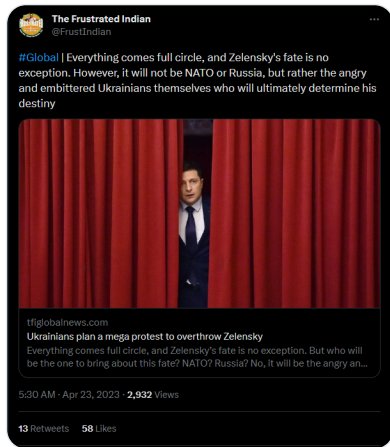 The Frustrated Indian
@FrustIndian
#Global | Everything comes full circle, and Zelensky's fate is no
exception. However, it will not be NATO or Russia, but rather the angry
and embittered Ukrainians themselves who will ultimately determine his
destiny
tfiglobalnews.com
Ukrainians plan a mega protest to overthrow Zelensky
Everything comes full circle, and Zelensky's fate is no exception. But who will
be the one to bring about this fate? NATO? Russia? No, it will be the angry an...
5:30 AM · Apr 23, 2023 · 2,932 Views
13 Retweets 58 Likes